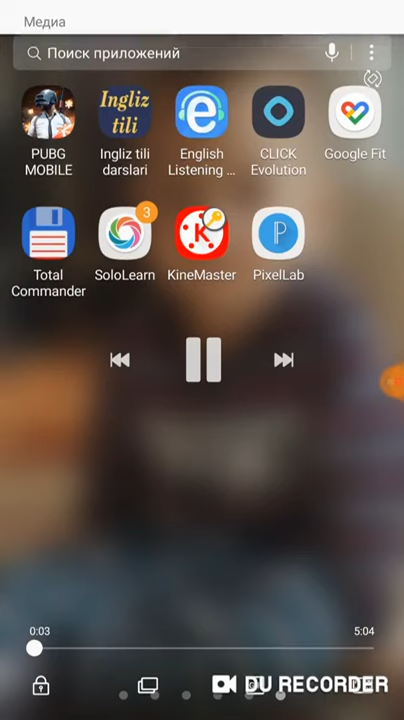 Медиа
Поиск приложений
Ingliz
tili
PUBG
MOBILE
Ingliz tili
darslari
English
Listening ...
CLICK
Evolution
Google Fit
3
Total
Commander
SoloLearn
KineMaster
PixelLab
0:03
5:04
DU RECORDER